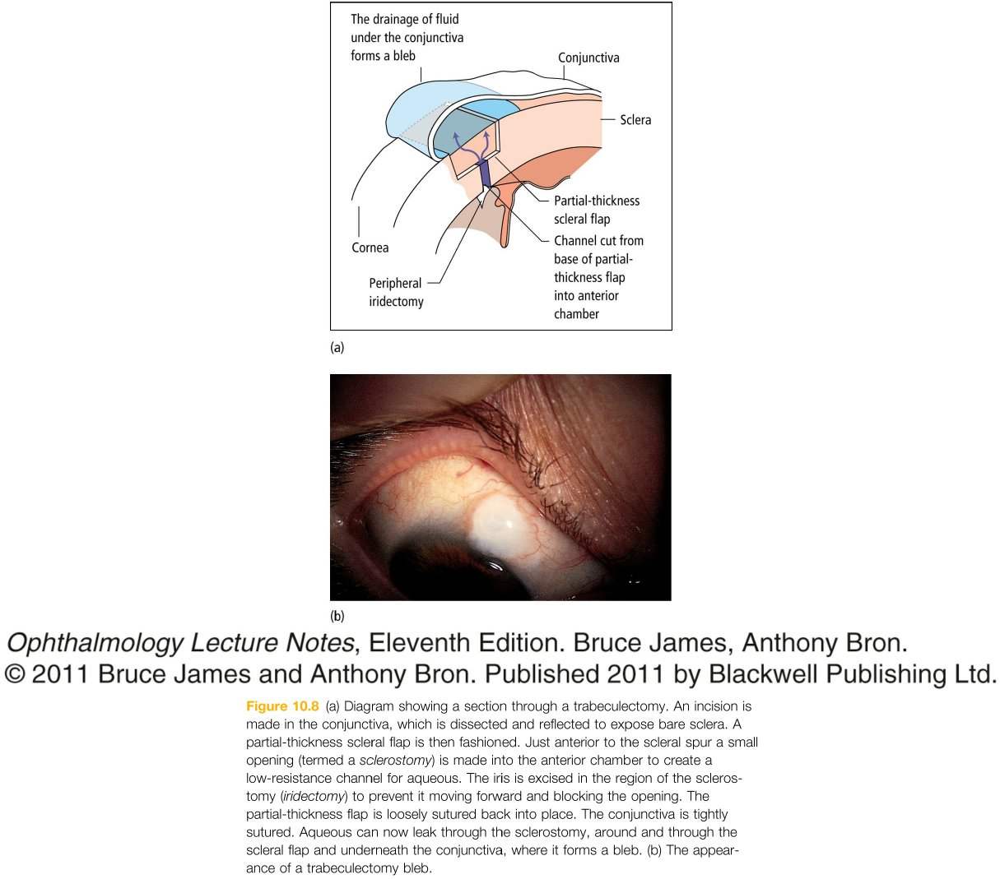 The drainage of fluid
under the conjunctiva
forms a bleb
Conjunctiva
Sclera
Partial-thickness
scleral flap
Channel cut from
base of partial-
thickness flap
into anterior
chamber
Cornea
Peripheral
iridectomy
(a)
(b)
Ophthalmology Lecture Notes, Eleventh Edition. Bruce James, Anthony Bron.
© 2011 Bruce James and Anthony Bron. Published 2011 by Blackwell Publishing Ltd.
Figure 10.8 (a) Diagram showing a section through a trabeculectomy. An incision is
made in the conjunctiva, which is dissected and reflected to expose bare sclera. A
partial-thickness scleral flap is then fashioned. Just anterior to the scleral spur a small
opening (termed a sclerostomy) is made into the anterior chamber to create a
low-resistance channel for aqueous. The iris is excised in the region of the scleros-
tomy (iridectomy) to prevent it moving forward and blocking the opening. The
partial-thickness flap is loosely sutured back into place. The conjunctiva is tightly
sutured. Aqueous can now leak through the sclerostomy, around and through the
scleral flap and underneath the conjunctiva, where it forms a bleb. (b) The appear-
ance of a trabeculectomy bleb.